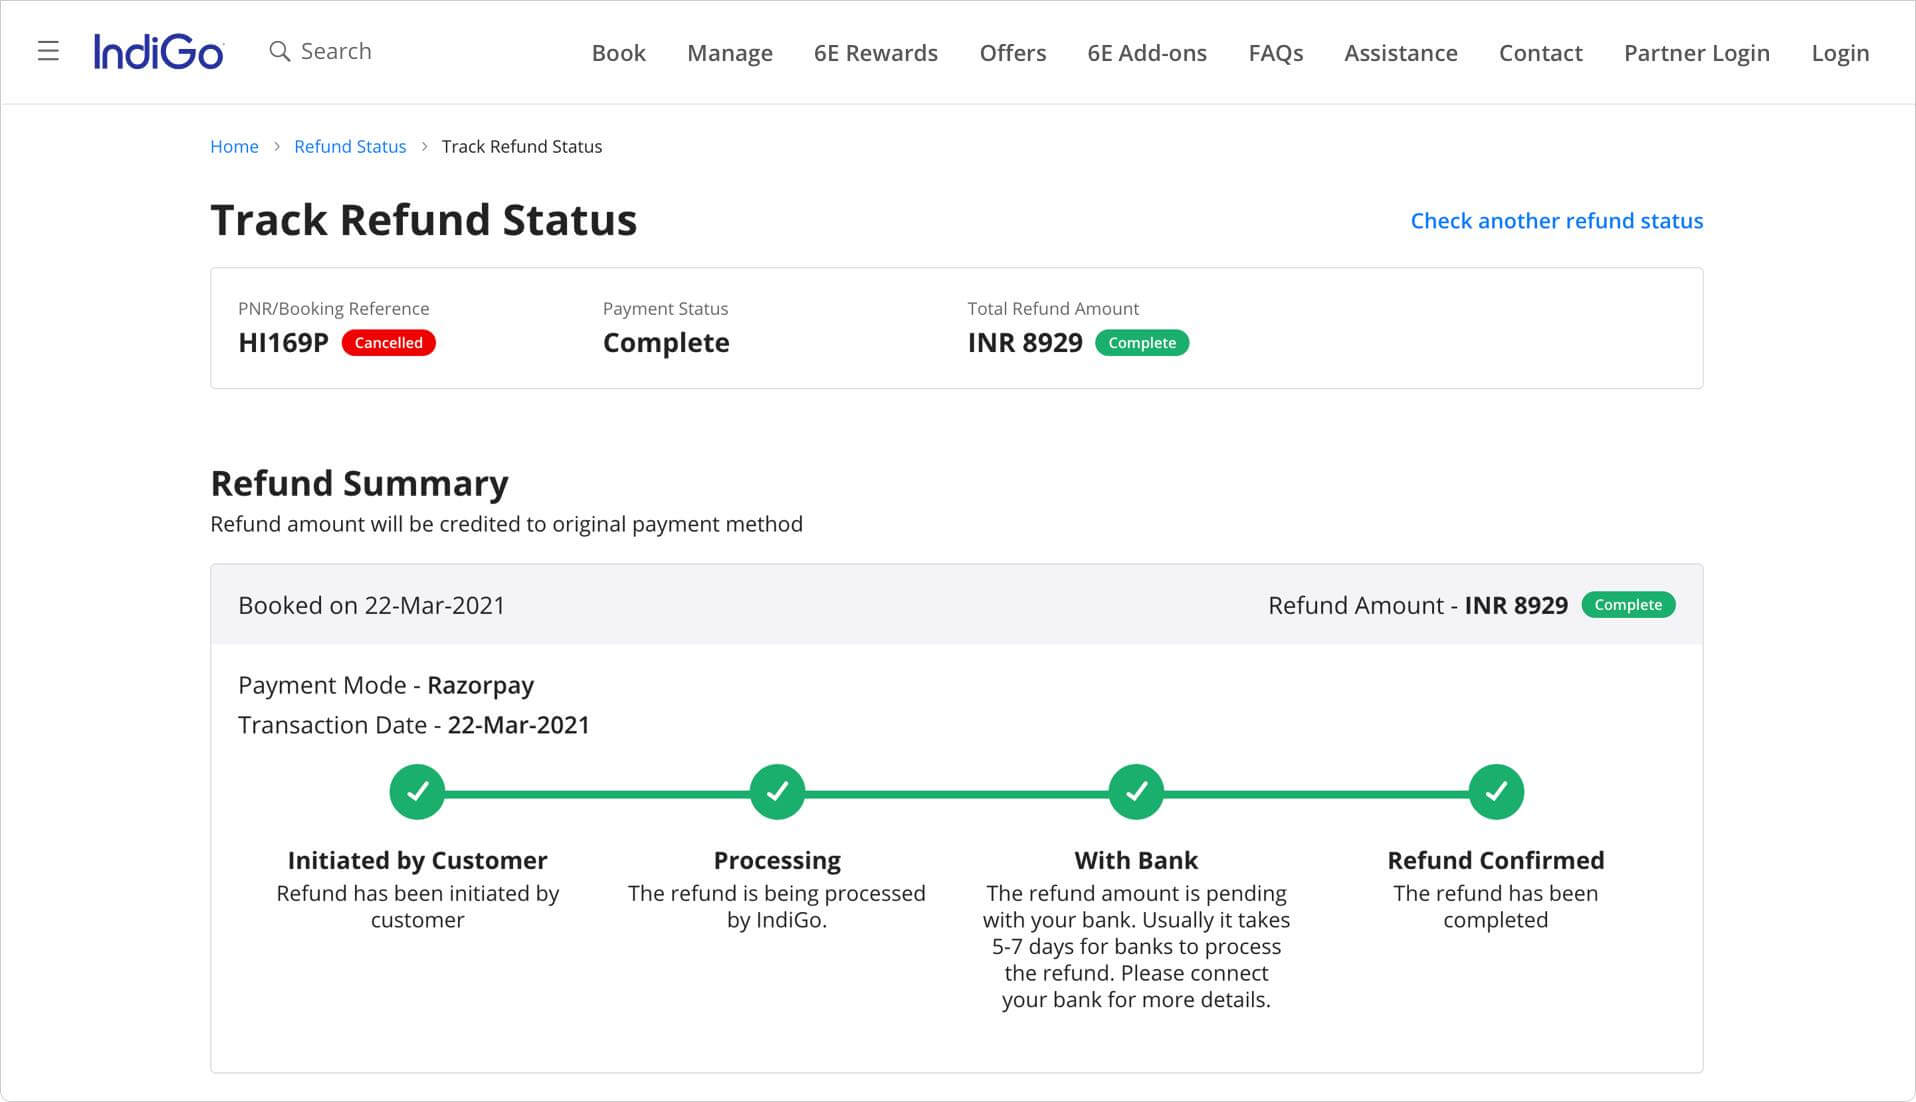 IndiGo
Search
Book
Manage
6E Rewards
Offers
6E Add-ons
FAQs
Assistance
Contact
Partner Login
Login
Home
Refund Status
Track Refund Status
Track Refund Status
Check another refund status
PNR/Booking Reference
HI169P Cancelled
Payment Status
Complete
Total Refund Amount
INR 8929 Complete
Refund Summary
Refund amount will be credited to original payment method
Booked on 22-Mar-2021
Refund Amount - INR 8929 Complete
Payment Mode - Razorpay
Transaction Date - 22-Mar-2021
Initiated by Customer
Refund has been initiated by
customer
Processing
The refund is being processed
by IndiGo.
With Bank
The refund amount is pending
with your bank. Usually it takes
5-7 days for banks to process
the refund. Please connect
your bank for more details.
Refund Confirmed
The refund has been
completed